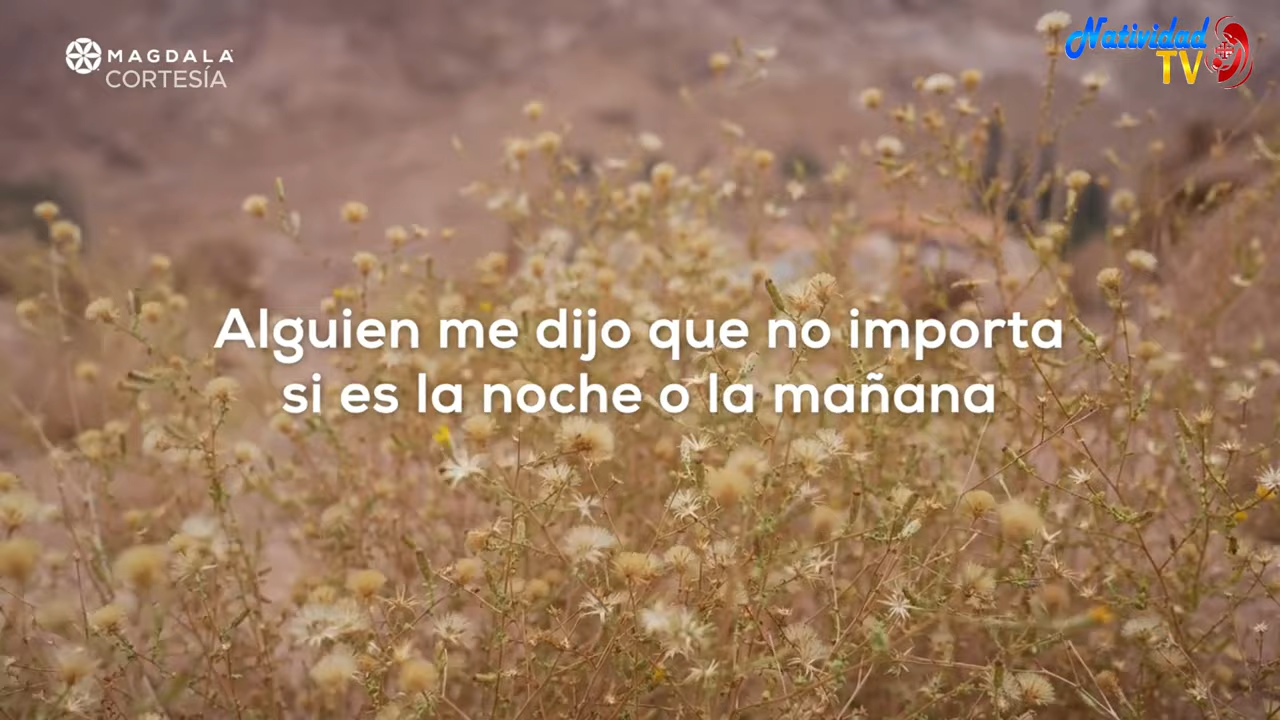 MAGDALA
CORTESÍA
Natividad
TV
Alguien me dijo que no importa
si es la noche o la mañana